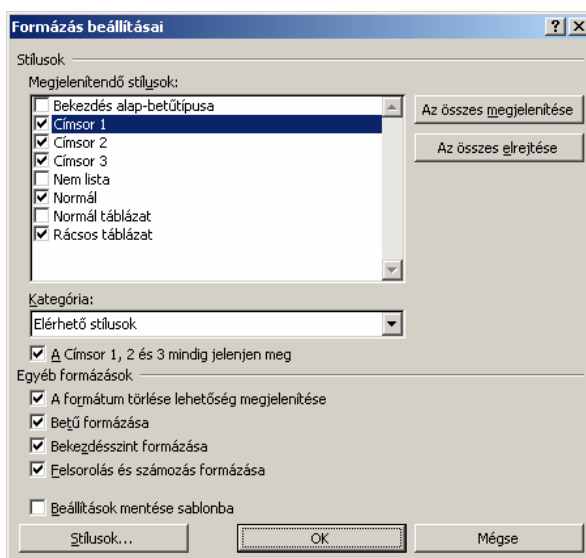 Formázás beállításai
Stílusok
Megjelenítendő stílusok:
Bekezdés alap-betűtípusa
Címsor 1
Címsor 2
Címsor 3
Nem lista
Normál
Normál táblázat
Rácsos táblázat
Az összes megjelenítése
Az összes elrejtése
Kategória:
Elérhető stílusok
A Címsor 1, 2 és 3 mindig jelenjen meg
Egyéb formázások
A formátum törlése lehetőség megjelenítése
Betű formázása
Bekezdésszint formázása
Felsorolás és számozás formázása
Beállítások mentése sablonba
Stílusok... OK Mégse